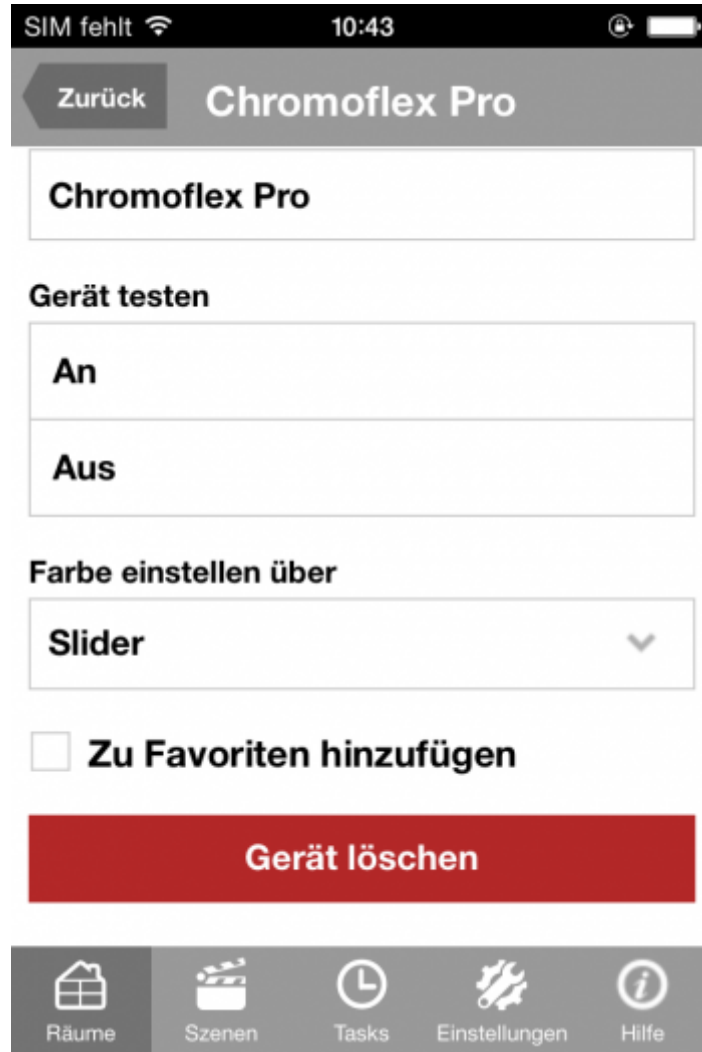 SIM fehlt 10:43
Zurück Chromoflex Pro
Chromoflex Pro
Gerät testen
An
Aus
Farbe einstellen über
Slider
Zu Favoriten hinzufügen
Gerät löschen
Räume Szenen Tasks Einstellungen Hilfe